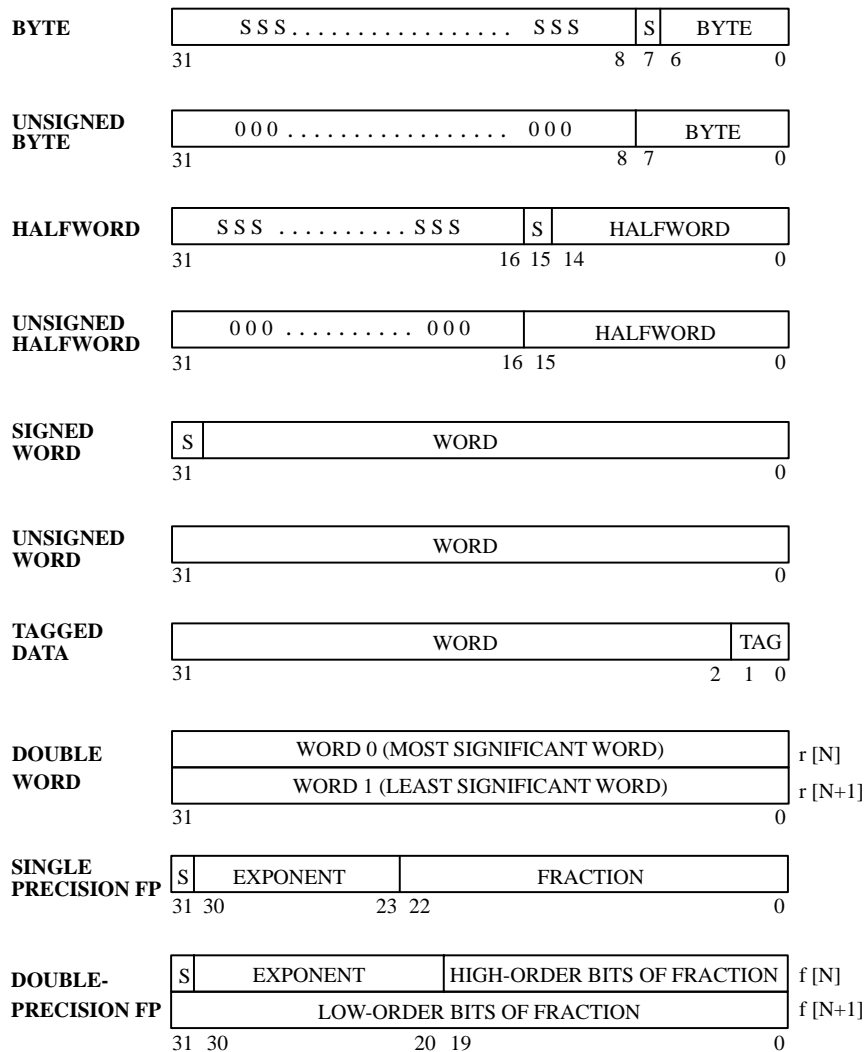 BYTE
S S S . . . . . . . . . . . . . . . . . S S S
S
BYTE
31 8 7 6 0
UNSIGNED
BYTE
0 0 0 . . . . . . . . . . . . . . . . . 0 0 0
BYTE
31 8 7 0
HALFWORD
S S S . . . . . . . . . . S S S
S
HALFWORD
31 16 15 14 0
UNSIGNED
HALFWORD
0 0 0 . . . . . . . . . . 0 0 0
HALFWORD
31 16 15 0
SIGNED
WORD
S
WORD
31 0
UNSIGNED
WORD
WORD
31 0
TAGGED
DATA
WORD
TAG
31 2 1 0
DOUBLE
WORD
WORD 0 (MOST SIGNIFICANT WORD)
r [N]
WORD 1 (LEAST SIGNIFICANT WORD)
r [N+1]
31 0
SINGLE
PRECISION FP
S
EXPONENT
FRACTION
31 30 23 22 0
DOUBLE-
PRECISION FP
S
EXPONENT
HIGH-ORDER BITS OF FRACTION
f [N]
LOW-ORDER BITS OF FRACTION
f [N+1]
31 30 20 19 0